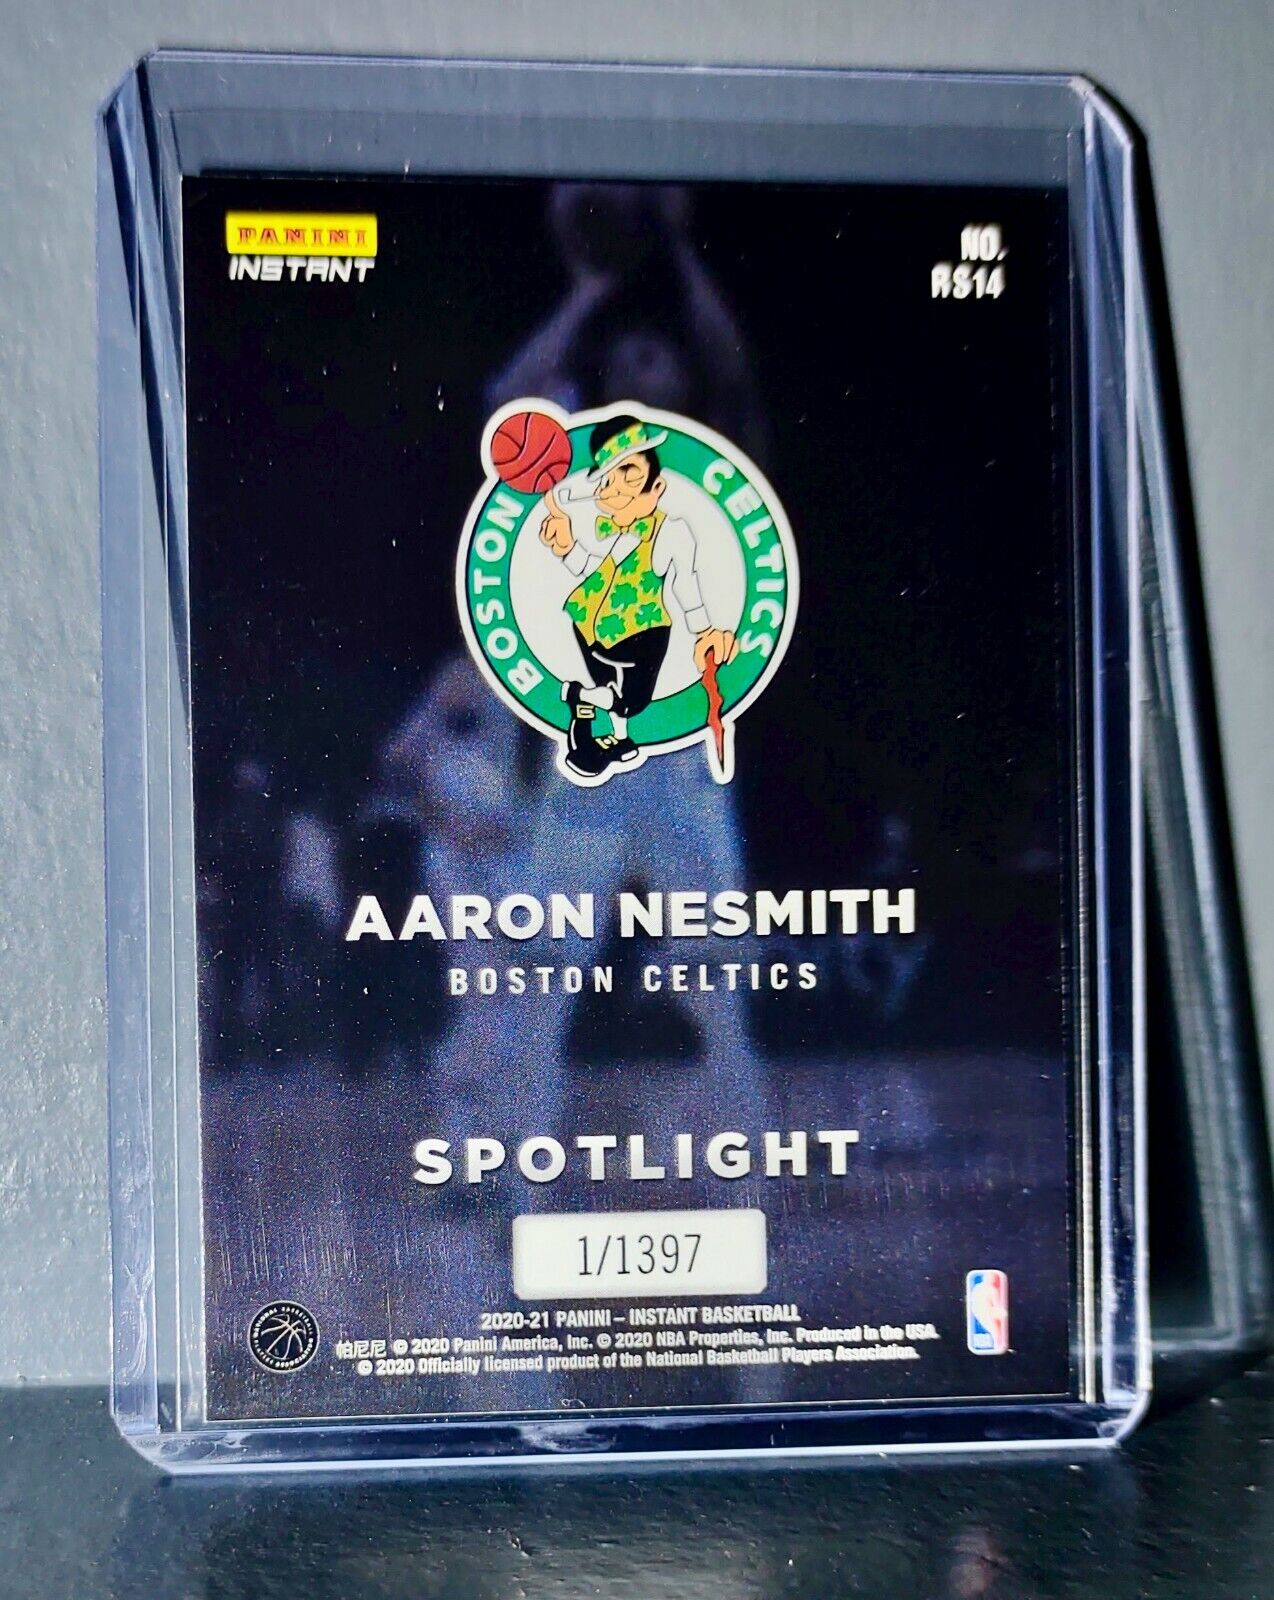 PANINI
INSTANT
NO.
RS14
BOSTON CELTICS
AARON NESMITH
BOSTON CELTICS
SPOTLIGHT
1/1397
2020-21 PANINI – INSTANT BASKETBALL
帕尼尼 © 2020 Panini America, Inc. © 2020 NBA Properties, Inc. Produced in the USA.
© 2020 Officially licensed product of the National Basketball Players Association.